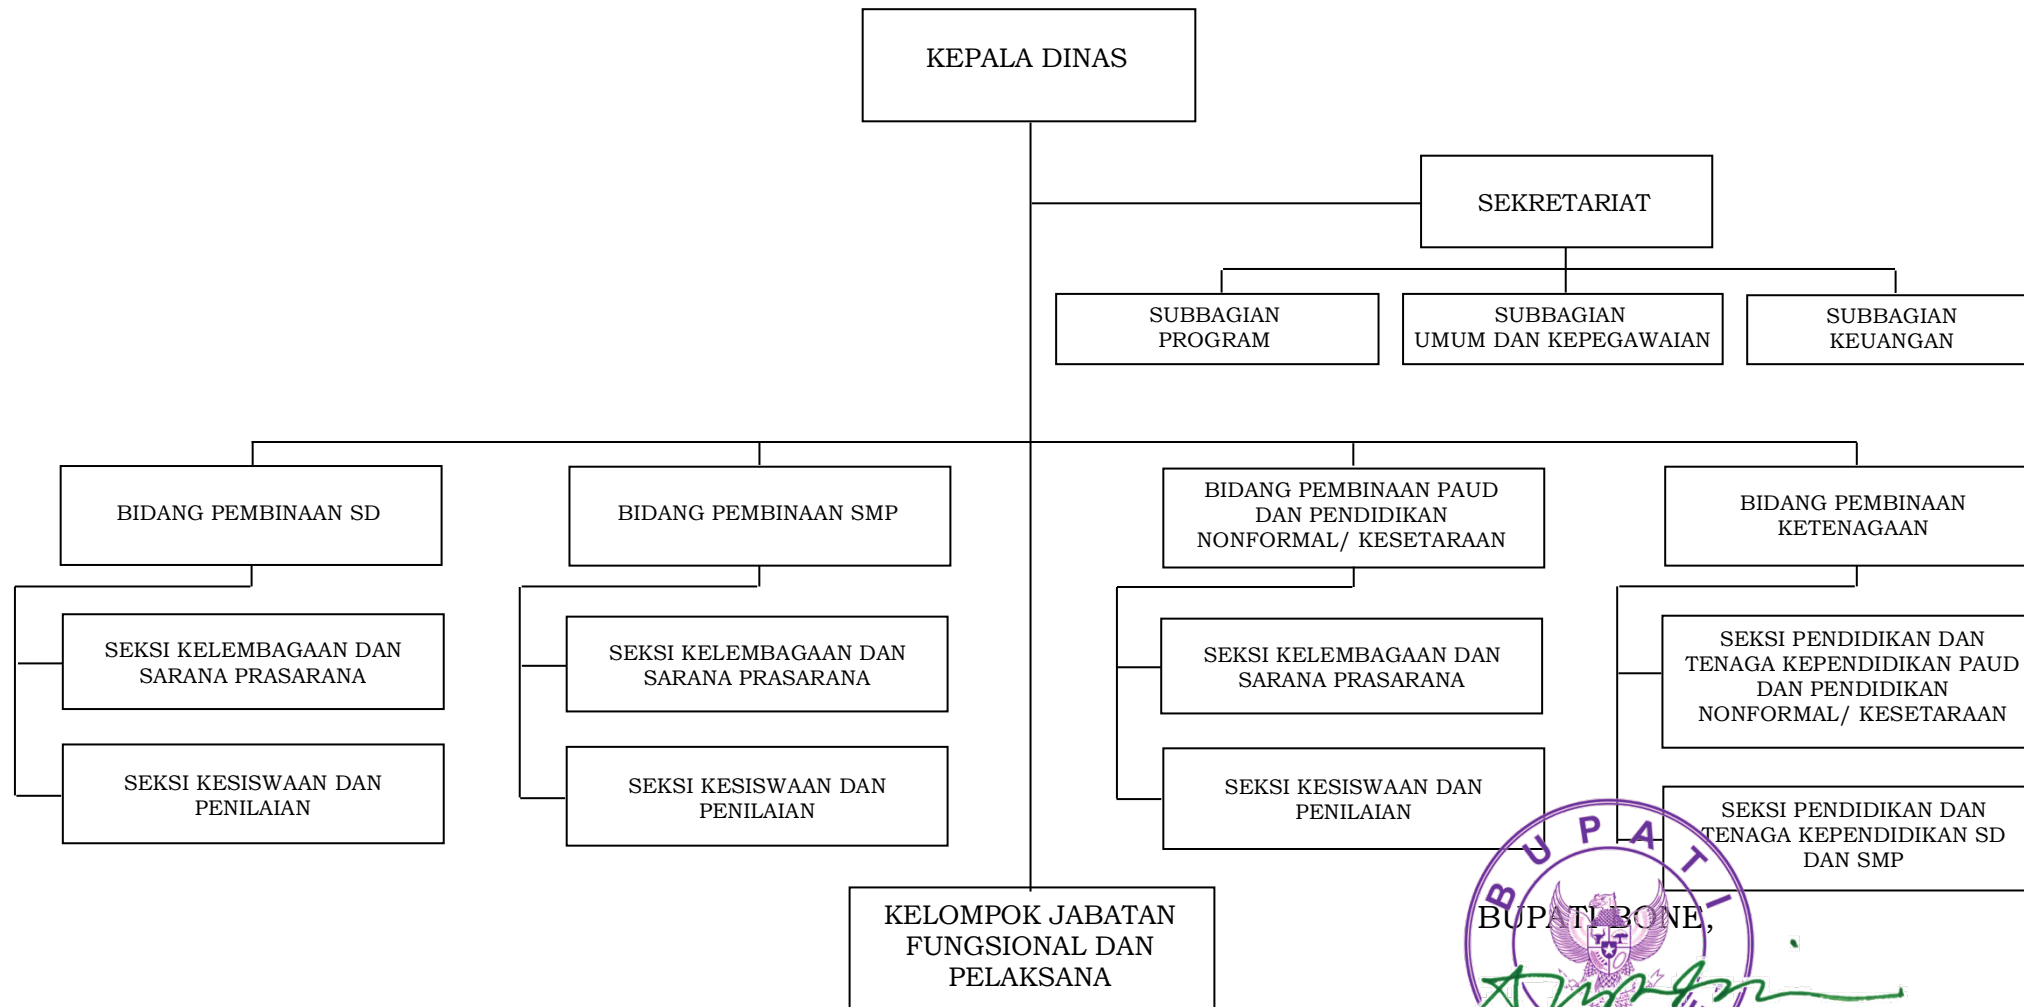 KEPALA DINAS
SEKRETARIAT
SUBBAGIAN
PROGRAM
SUBBAGIAN
UMUM DAN KEPEGAWAIAN
SUBBAGIAN
KEUANGAN
BIDANG PEMBINAAN SD
BIDANG PEMBINAAN SMP
BIDANG PEMBINAAN PAUD
DAN PENDIDIKAN
NONFORMAL/ KESETARAAN
BIDANG PEMBINAAN
KETENAGAAN
SEKSI KELEMBAGAAN DAN
SARANA PRASARANA
SEKSI KELEMBAGAAN DAN
SARANA PRASARANA
SEKSI KELEMBAGAAN DAN
SARANA PRASARANA
SEKSI PENDIDIKAN DAN
TENAGA KEPENDIDIKAN PAUD
DAN PENDIDIKAN
NONFORMAL/ KESETARAAN
SEKSI KESISWAAN DAN
PENILAIAN
SEKSI KESISWAAN DAN
PENILAIAN
SEKSI KESISWAAN DAN
PENILAIAN
SEKSI PENDIDIKAN DAN
TENAGA KEPENDIDIKAN SD
DAN SMP
KELOMPOK JABATAN
FUNGSIONAL DAN
PELAKSANA
BUPATI BONE,
BUPATI